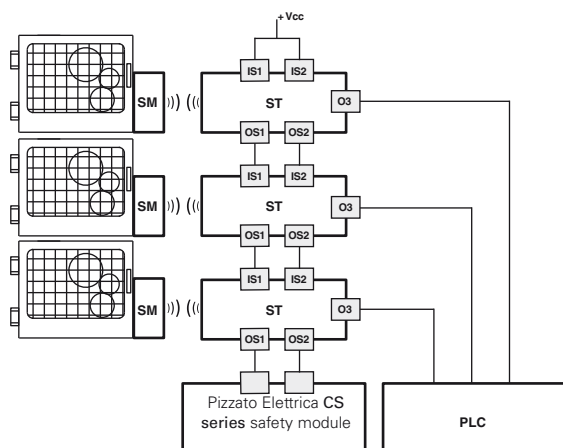 +Vcc
IS1 IS2
SM ST O3
OS1 OS2
IS1 IS2
SM ST O3
OS1 OS2
IS1 IS2
SM ST O3
OS1 OS2
Pizzato Elettrica CS
series safety module
PLC